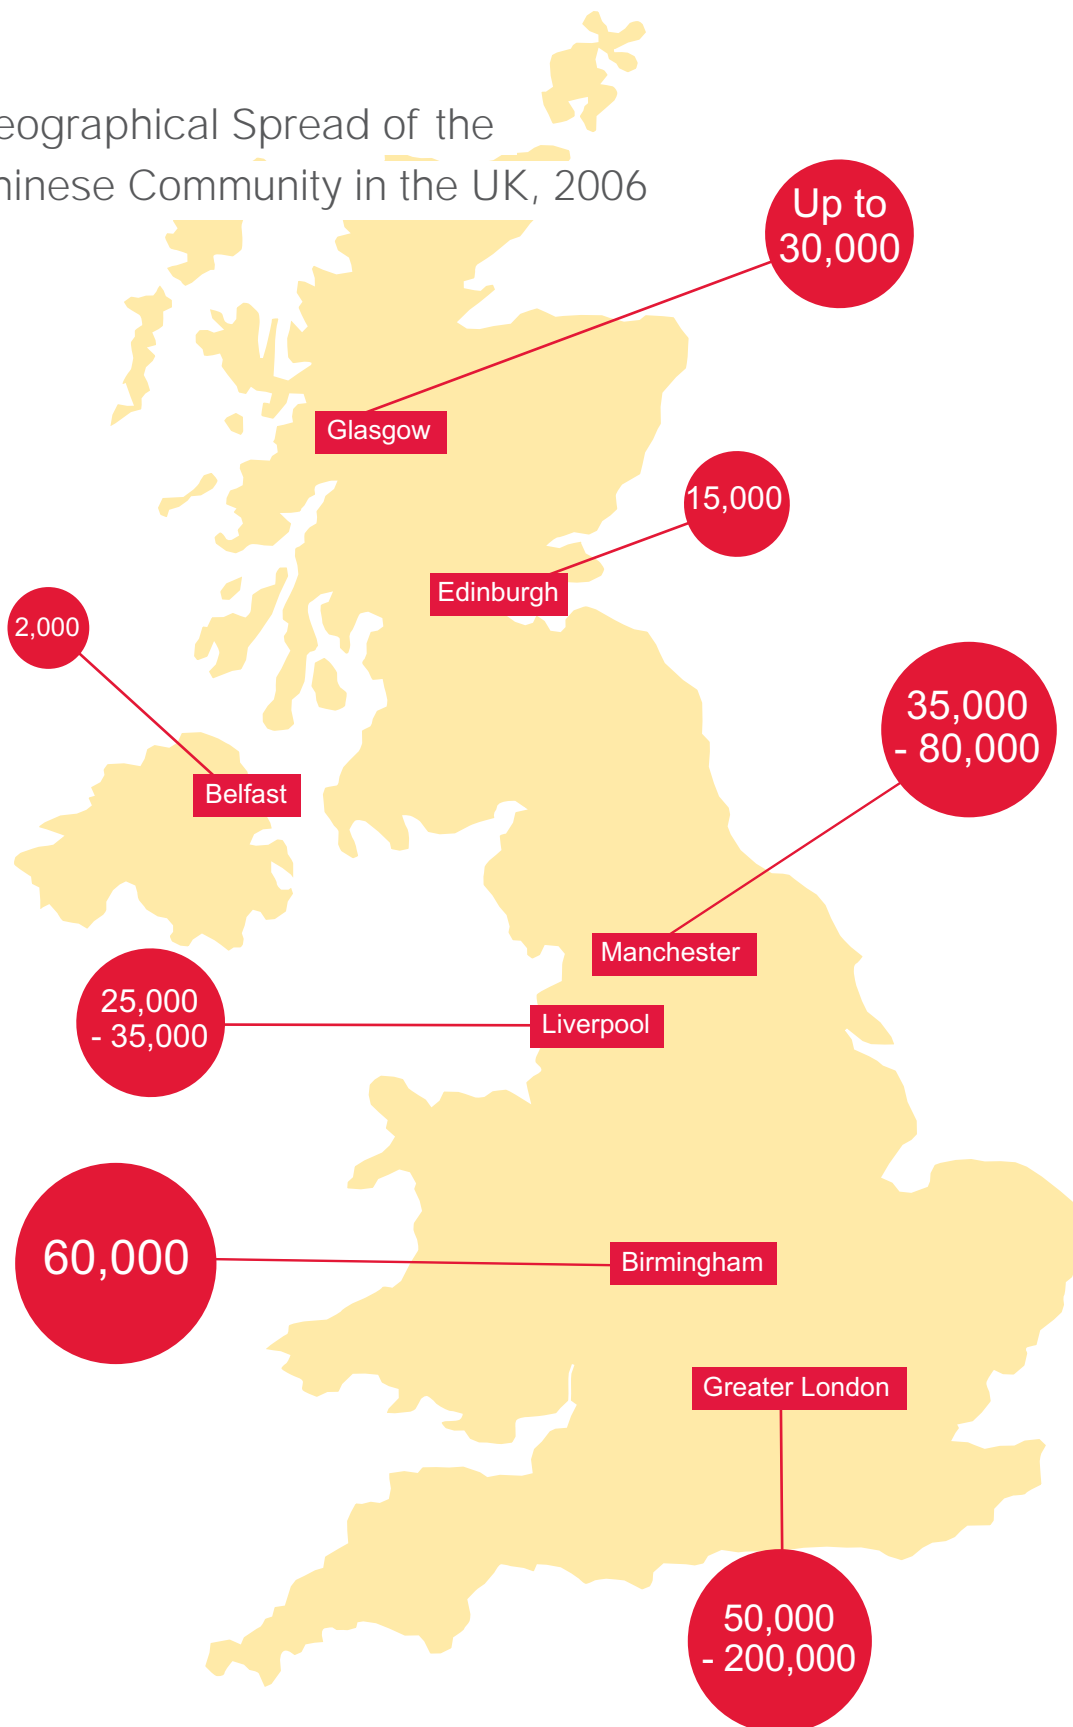 eographical Spread of the
hinese Community in the UK, 2006
Up to
30,000
Glasgow
15,000
Edinburgh
2,000
35,000
- 80,000
Belfast
Manchester
25,000
- 35,000
Liverpool
60,000
Birmingham
Greater London
50,000
- 200,000